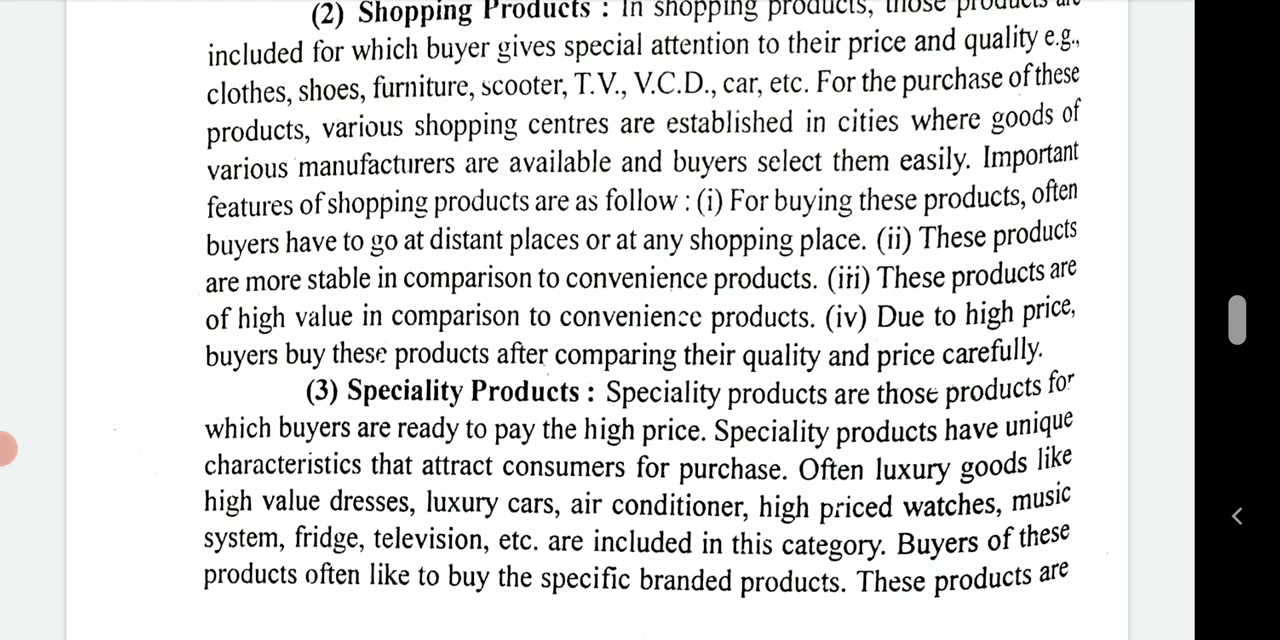 (2) Shopping Products : In shopping products, those products are
included for which buyer gives special attention to their price and quality e.g.,
clothes, shoes, furniture, scooter, T.V., V.C.D., car, etc. For the purchase of these
products, various shopping centres are established in cities where goods of
various manufacturers are available and buyers select them easily. Important
features of shopping products are as follow : (i) For buying these products, often
buyers have to go at distant places or at any shopping place. (ii) These products
are more stable in comparison to convenience products. (iii) These products are
of high value in comparison to convenience products. (iv) Due to high price,
buyers buy these products after comparing their quality and price carefully.
(3) Speciality Products : Speciality products are those products for
which buyers are ready to pay the high price. Speciality products have unique
characteristics that attract consumers for purchase. Often luxury goods like
high value dresses, luxury cars, air conditioner, high priced watches, music
system, fridge, television, etc. are included in this category. Buyers of these
products often like to buy the specific branded products. These products are